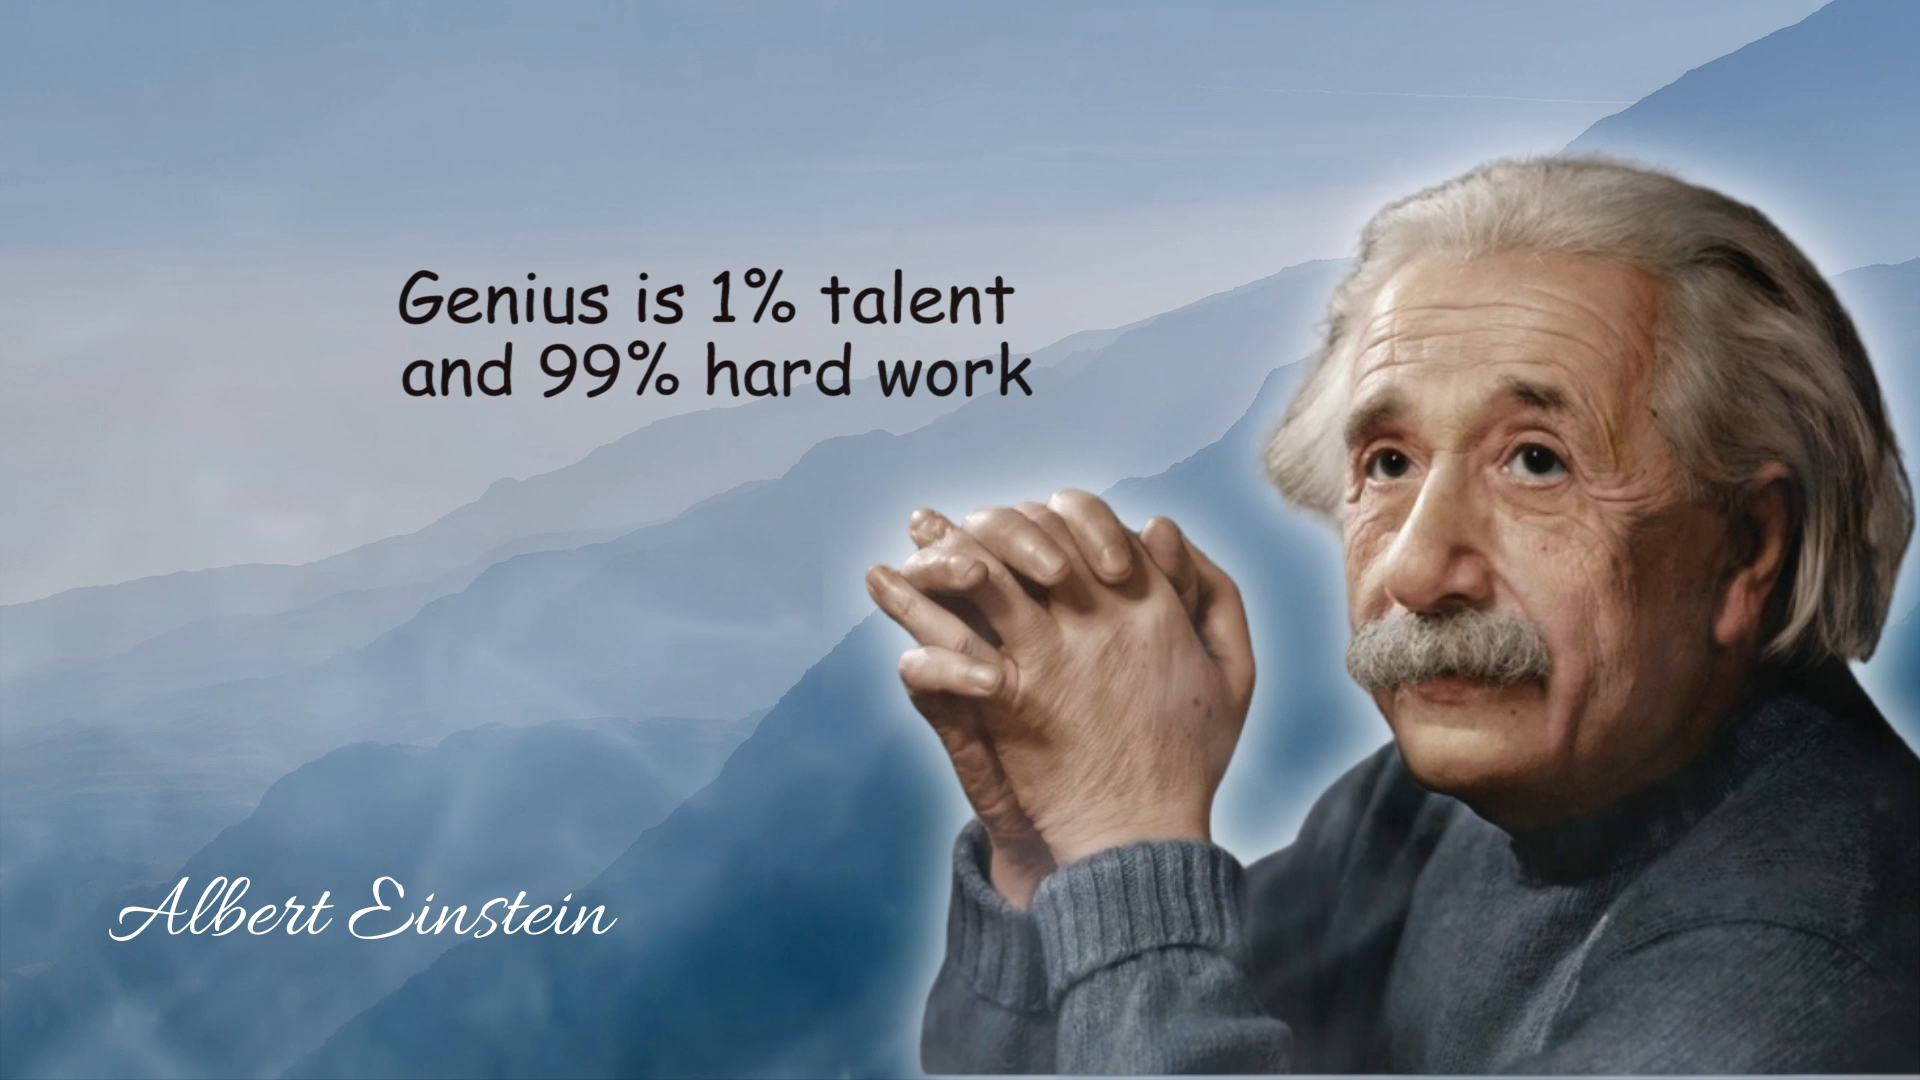 Genius is 1% talent
and 99% hard work
Albert Einstein